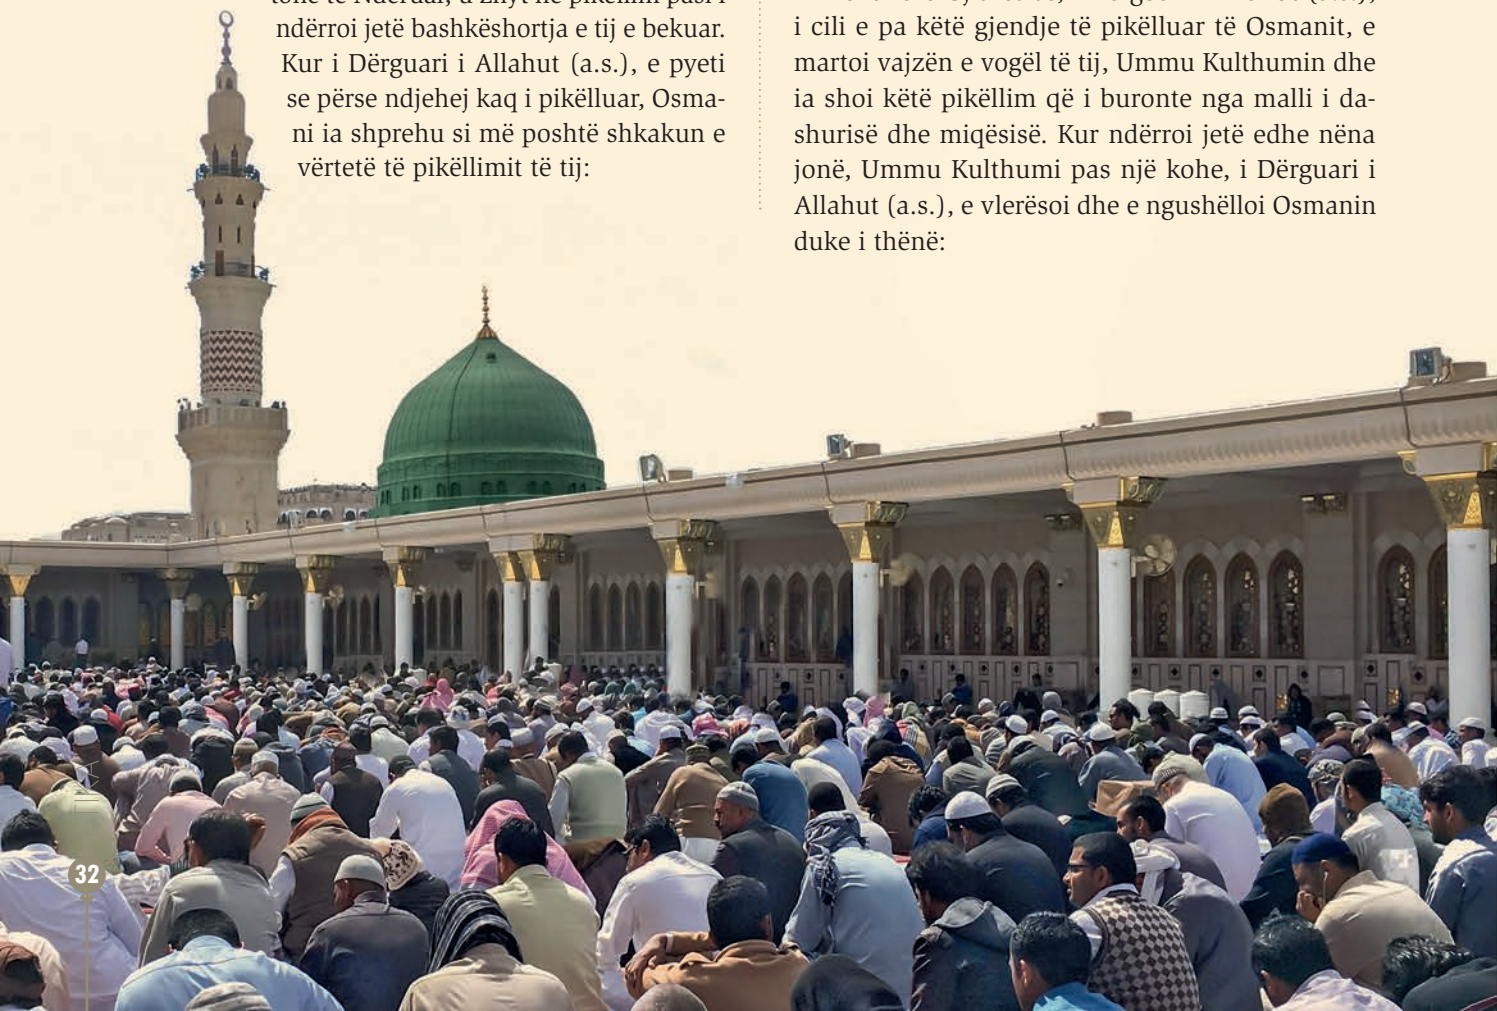 ndërroi jetë bashkëshortja e tij e bekuar.
Kur i Dërguari i Allahut (a.s.), e pyeti
se përse ndjehej kaq i pikëlluar, Osma-
ni ia shprehu si më poshtë shkakun e
vërtetë të pikëllimit të tij:
i cili e pa këtë gjendje të pikëlluar të Osmanit, e
martoi vajzën e vogël të tij, Ummu Kulthumin dhe
ia shoi këtë pikëllim që i buronte nga malli i da-
shurisë dhe miqësisë. Kur ndërroi jetë edhe nëna
jonë, Ummu Kulthumi pas një kohe, i Dërguari i
Allahut (a.s.), e vlerësoi dhe e ngushëlloi Osmanin
duke i thënë:
32